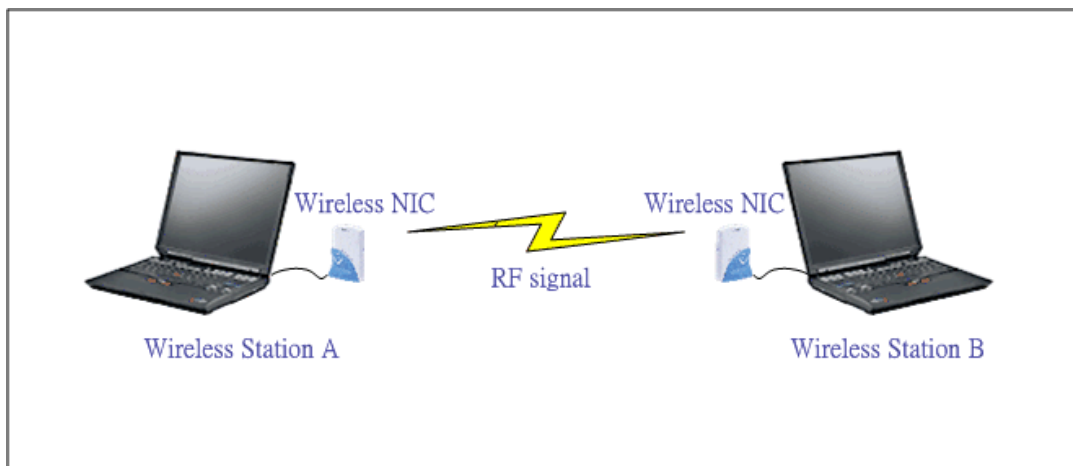 Wireless NIC
Wireless NIC
RF signal
Wireless Station A
Wireless Station B